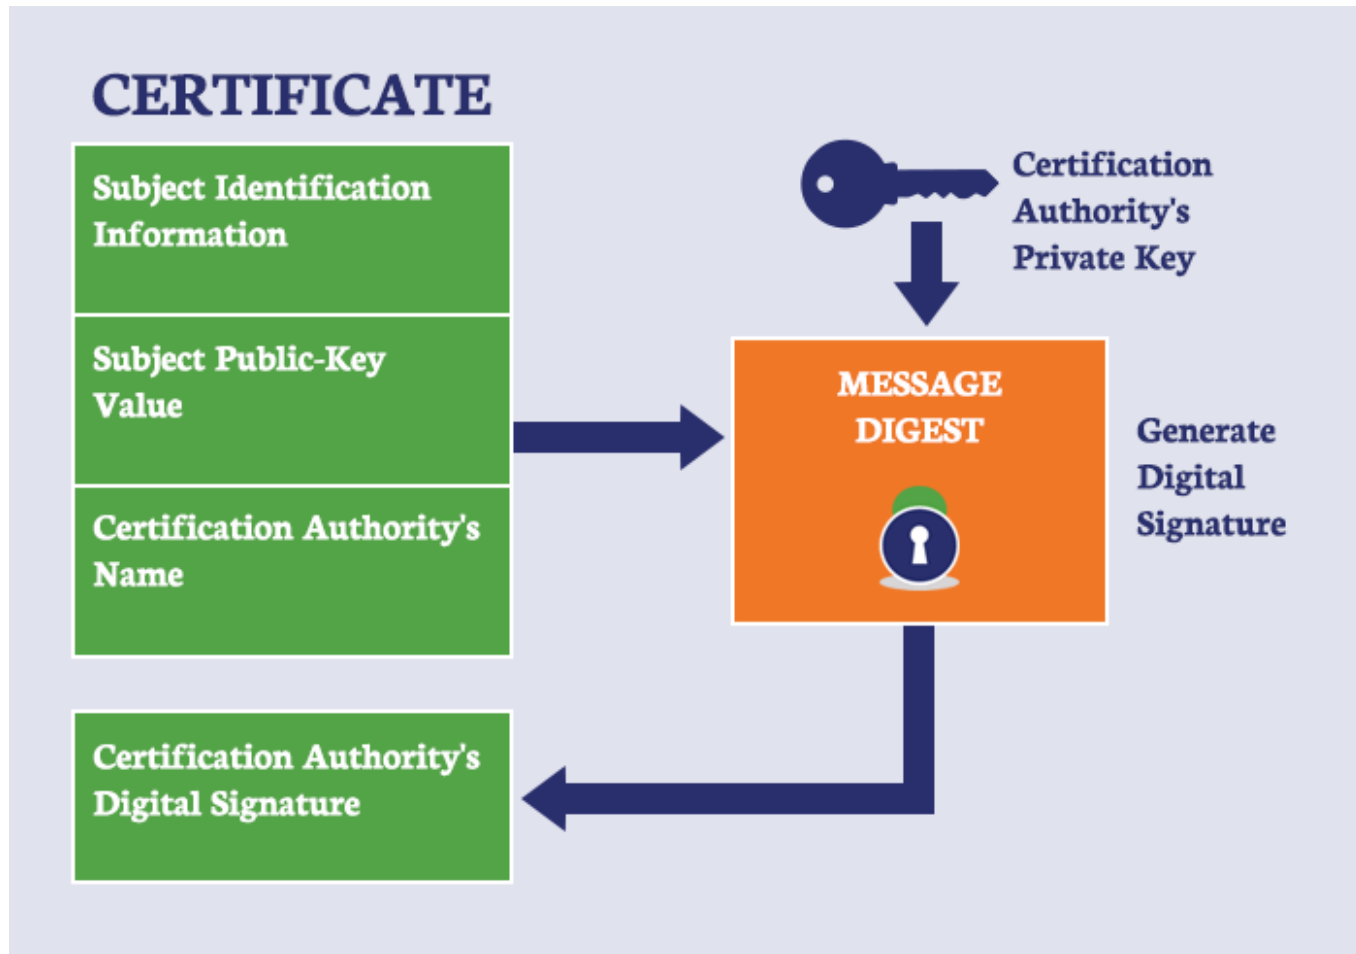 CERTIFICATE
Subject Identification
Information
Subject Public-Key
Value
Certification Authority's
Name
Certification Authority's
Digital Signature
Certification
Authority's
Private Key
MESSAGE
DIGEST
Generate
Digital
Signature